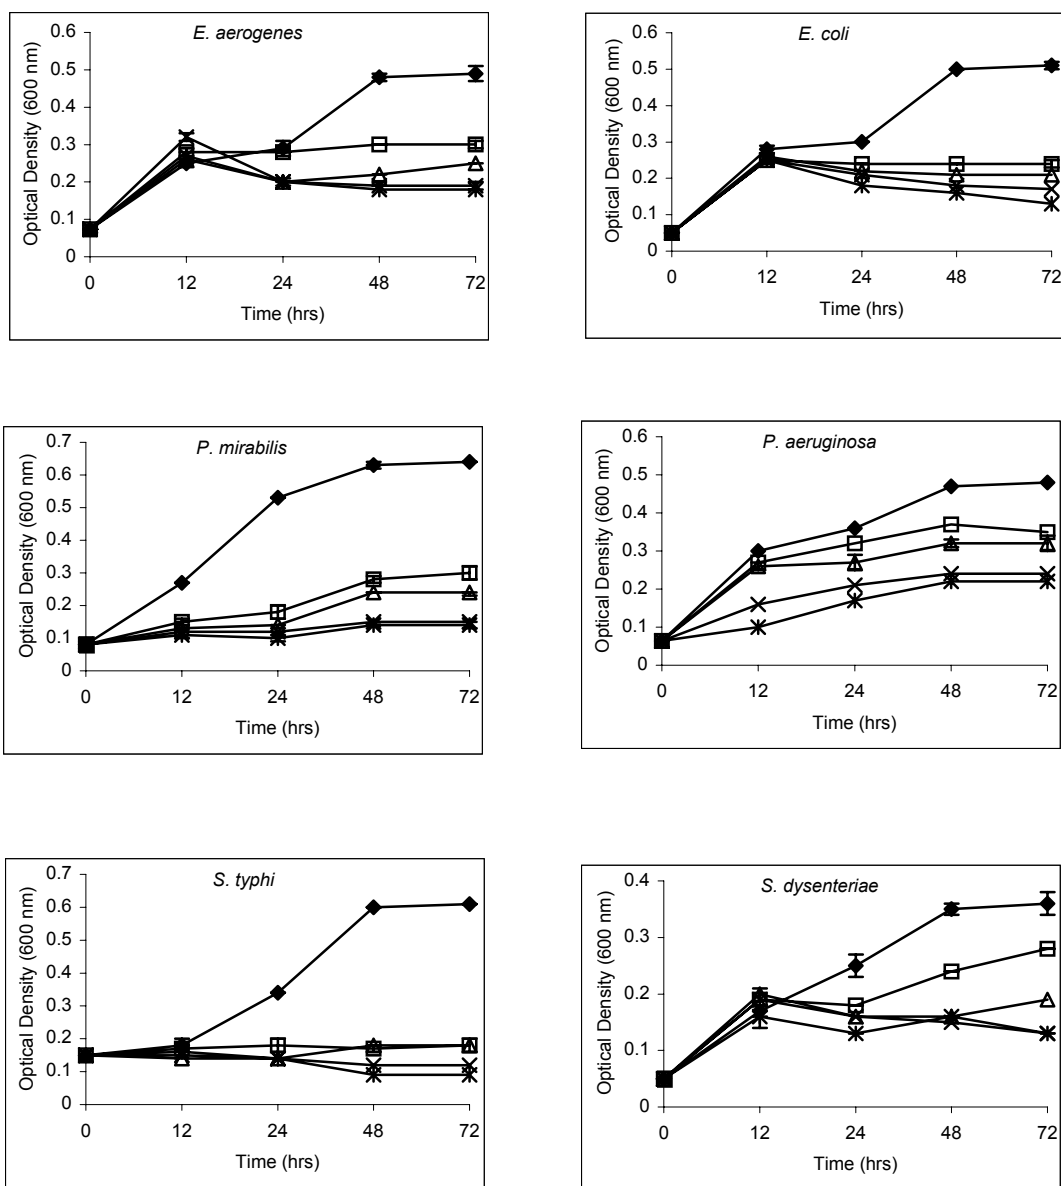 E. aerogenes
Optical Density (600 nm)
0.6
0.5
0.4
0.3
0.2
0.1
0
0 12 24 48 72
Time (hrs)
E. coli
Optical Density (600 nm)
0.6
0.5
0.4
0.3
0.2
0.1
0
0 12 24 48 72
Time (hrs)
P. mirabilis
Optical Density (600 nm)
0.7
0.6
0.5
0.4
0.3
0.2
0.1
0
0 12 24 48 72
Time (hrs)
P. aeruginosa
Optical Density (600 nm)
0.6
0.5
0.4
0.3
0.2
0.1
0
0 12 24 48 72
Time (hrs)
S. typhi
Optical Density (600 nm)
0.7
0.6
0.5
0.4
0.3
0.2
0.1
0
0 12 24 48 72
Time (hrs)
S. dysenteriae
Optical Density (600 nm)
0.4
0.3
0.2
0.1
0
0 12 24 48 72
Time (hrs)